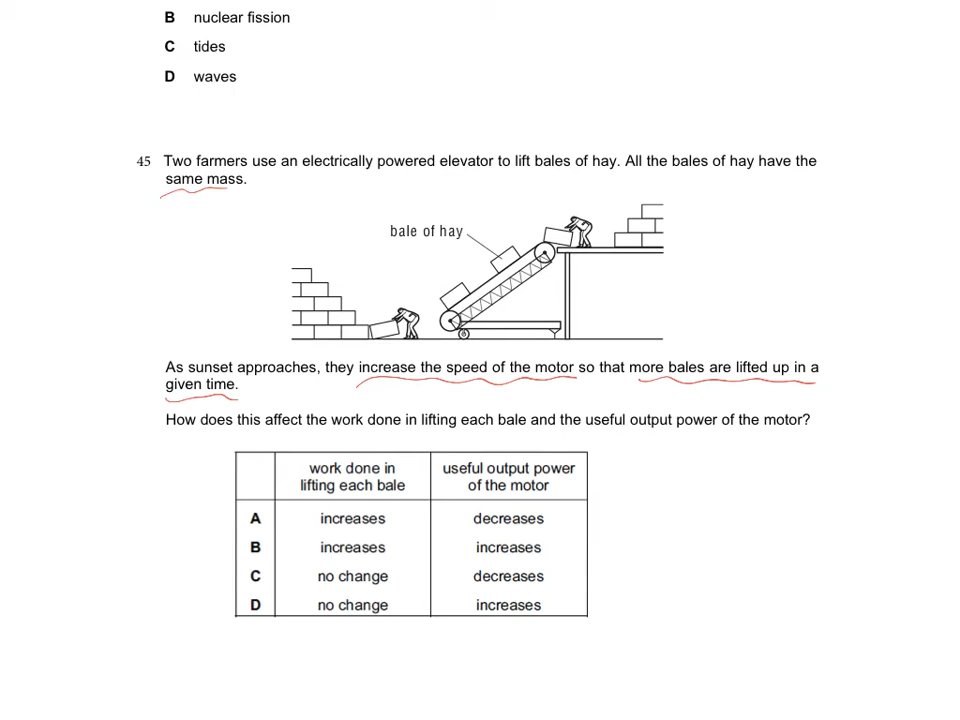 B nuclear fission
C tides
D waves
45 Two farmers use an electrically powered elevator to lift bales of hay. All the bales of hay have the
same mass.
bale of hay
As sunset approaches, they increase the speed of the motor so that more bales are lifted up in a
given time.
How does this affect the work done in lifting each bale and the useful output power of the motor?
work done in lifting each bale useful output power of the motor
A increases decreases
B increases increases
C no change decreases
D no change increases